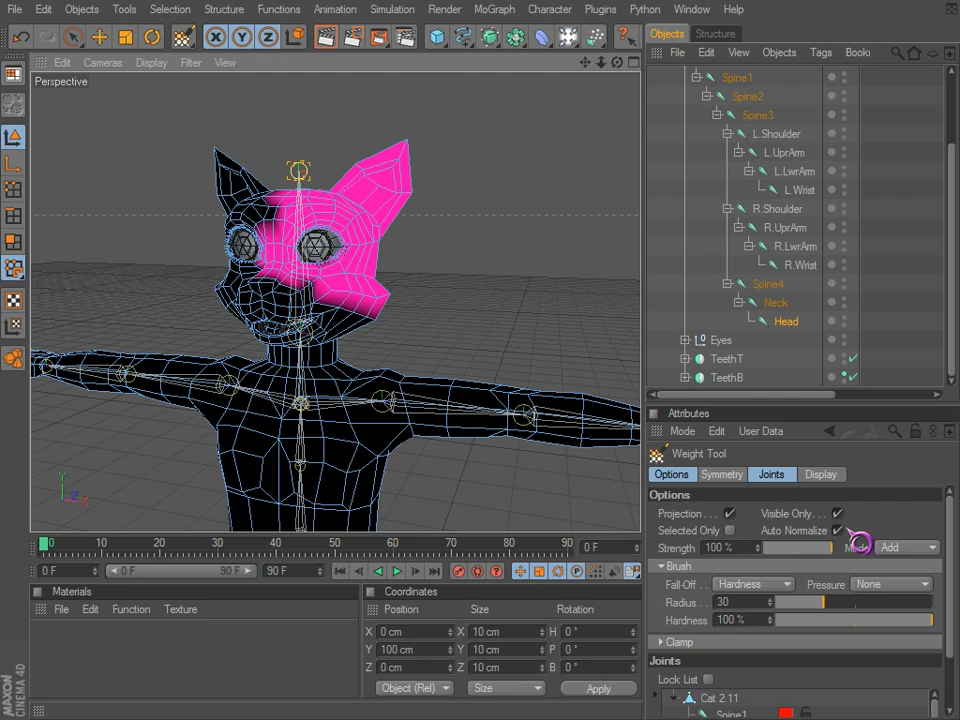 File Edit Objects Tools Selection Structure Functions Animation Simulation Render MoGraph Character Plugins Python Window Help
Edit Cameras Display Filter View
Perspective
Y
Z
X
Objects Structure
File Edit View Objects Tags Bookı
Spine1
Spine2
Spine3
L.Shoulder
L.UprArm
L.LwrArm
L.Wrist
R.Shoulder
R.UprArm
R.LwrArm
R.Wrist
Spine4
Neck
Head
Eyes
TeethT
TeethB
Attributes
Mode Edit User Data
Weight Tool
Options Symmetry Joints Display
Options
Projection . . . Visible Only . . .
Selected Only Auto Normalize
Strength 100 % Add
Brush
Fall-Off Hardness Pressure None
Radius . . 30
Hardness 100 %
Clamp
Joints
Lock List
Cat 2.11
Spine1
0 10 20 30 40 50 60 70 80 90 0 F
0 F 0 F 90 F 90 F
Materials
File Edit Function Texture
Coordinates
Position Size Rotation
X 0 cm X 10 cm H 0 °
Y 100 cm Y 10 cm P 0 °
Z 0 cm Z 10 cm B 0 °
Object (Rel) Size Apply
MAXON
CINEMA 4D